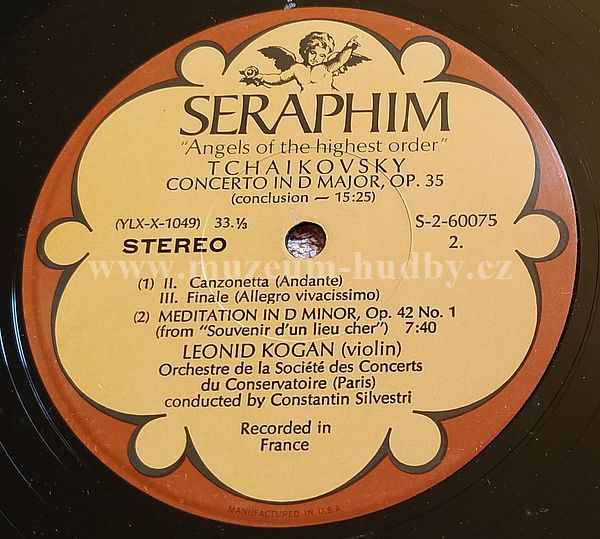 SERAPHIM
"Angels of the highest order"
TCHAIKOVSKY
CONCERTO IN D MAJOR, OP. 35
(conclusion — 15:25)
(YLX-X-1049) 33.⅓
S-2-60075
STEREO
2.
www.muzeum-hudby.cz
(1) II. Canzonetta (Andante)
III. Finale (Allegro vivacissimo)
(2) MEDITATION IN D MINOR, Op. 42 No. 1
(from "Souvenir d'un lieu cher") 7:40
LEONID KOGAN (violin)
Orchestre de la Société des Concerts
du Conservatoire (Paris)
conducted by Constantin Silvestri
Recorded in
France
MANUFACTURED IN U.S.A